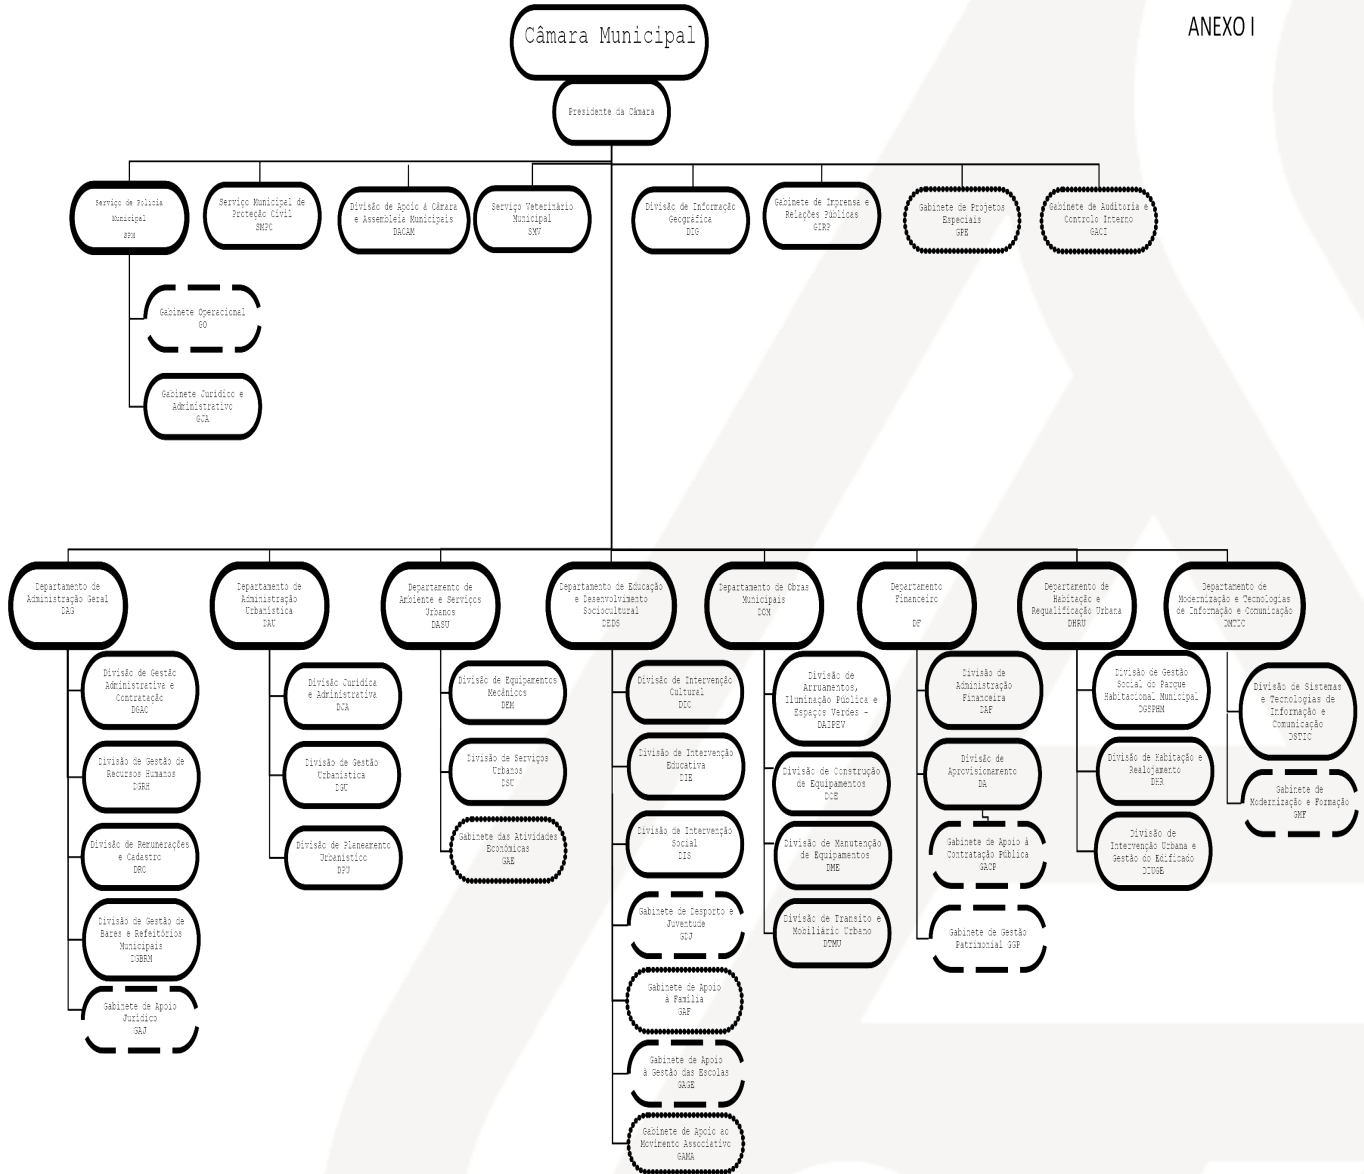 ANEXO I
Câmara Municipal
Presidente da Câmara
Serviço de Polícia
Municipal
SPM
Serviço Municipal de
Proteção Civil
SMPC
Divisão de Apoio à Câmara
e Assembleia Municipais
DACAM
Serviço Veterinário
Municipal
SMV
Divisão de Informação
Geográfica
DIG
Gabinete de Imprensa e
Relações Públicas
GIRP
Gabinete de Projetos
Especiais
GPE
Gabinete de Auditoria e
Controlo Interno
GACI
Gabinete Operacional
GO
Gabinete Jurídico e
Administrativo
GJA
Departamento de
Administração Geral
DAG
Departamento de
Administração
Urbanística
DAU
Departamento de
Ambiente e Serviços
Urbanos
DASU
Departamento de Educação
e Desenvolvimento
Sociocultural
DEDS
Departamento de Obras
Municipais
DOM
Departamento
Financeiro
DF
Departamento de
Habitação e
Requalificação Urbana
DHRU
Departamento de
Modernização e Tecnologias
de Informação e Comunicação
DMTIC
Divisão de Gestão
Administrativa e
Contratação
DGAC
Divisão de Gestão de
Recursos Humanos
DGRH
Divisão de Remunerações
e Cadastro
DRC
Divisão de Gestão de
Bares e Refeitórios
Municipais
DGBRM
Gabinete de Apoio
Jurídico
GAJ
Divisão Jurídica
e Administrativa
DJA
Divisão de Gestão
Urbanística
DGU
Divisão de Planeamento
Urbanístico
DPU
Divisão de Equipamentos
Mecânicos
DEM
Divisão de Serviços
Urbanos
DSU
Gabinete das Atividades
Económicas
GAE
Divisão de Intervenção
Cultural
DIC
Divisão de Intervenção
Educativa
DIE
Divisão de Intervenção
Social
DIS
Gabinete de Desporto e
Juventude
GDJ
Gabinete de Apoio
à Família
GAF
Gabinete de Apoio
à Gestão das Escolas
GAGE
Gabinete de Apoio ao
Movimento Associativo
GAMA
Divisão de
Arruamentos,
Iluminação Pública e
Espaços Verdes -
DAIPEV
Divisão de Construção
de Equipamentos
DCE
Divisão de Manutenção
de Equipamentos
DME
Divisão de Transito e
Mobiliário Urbano
DTMU
Divisão de
Administração
Financeira
DAF
Divisão de
Aprovisionamento
DA
Gabinete de Apoio à
Contratação Pública
GACP
Gabinete de Gestão
Patrimonial GGP
Divisão de Gestão
Social do Parque
Habitacional Municipal
DGSPHM
Divisão de Habitação e
Realojamento
DHR
Divisão de
Intervenção Urbana e
Gestão do Edificado
DIUGE
Divisão de Sistemas
e Tecnologias de
Informação e
Comunicação
DSTIC
Gabinete de
Modernização e Formação
GMF